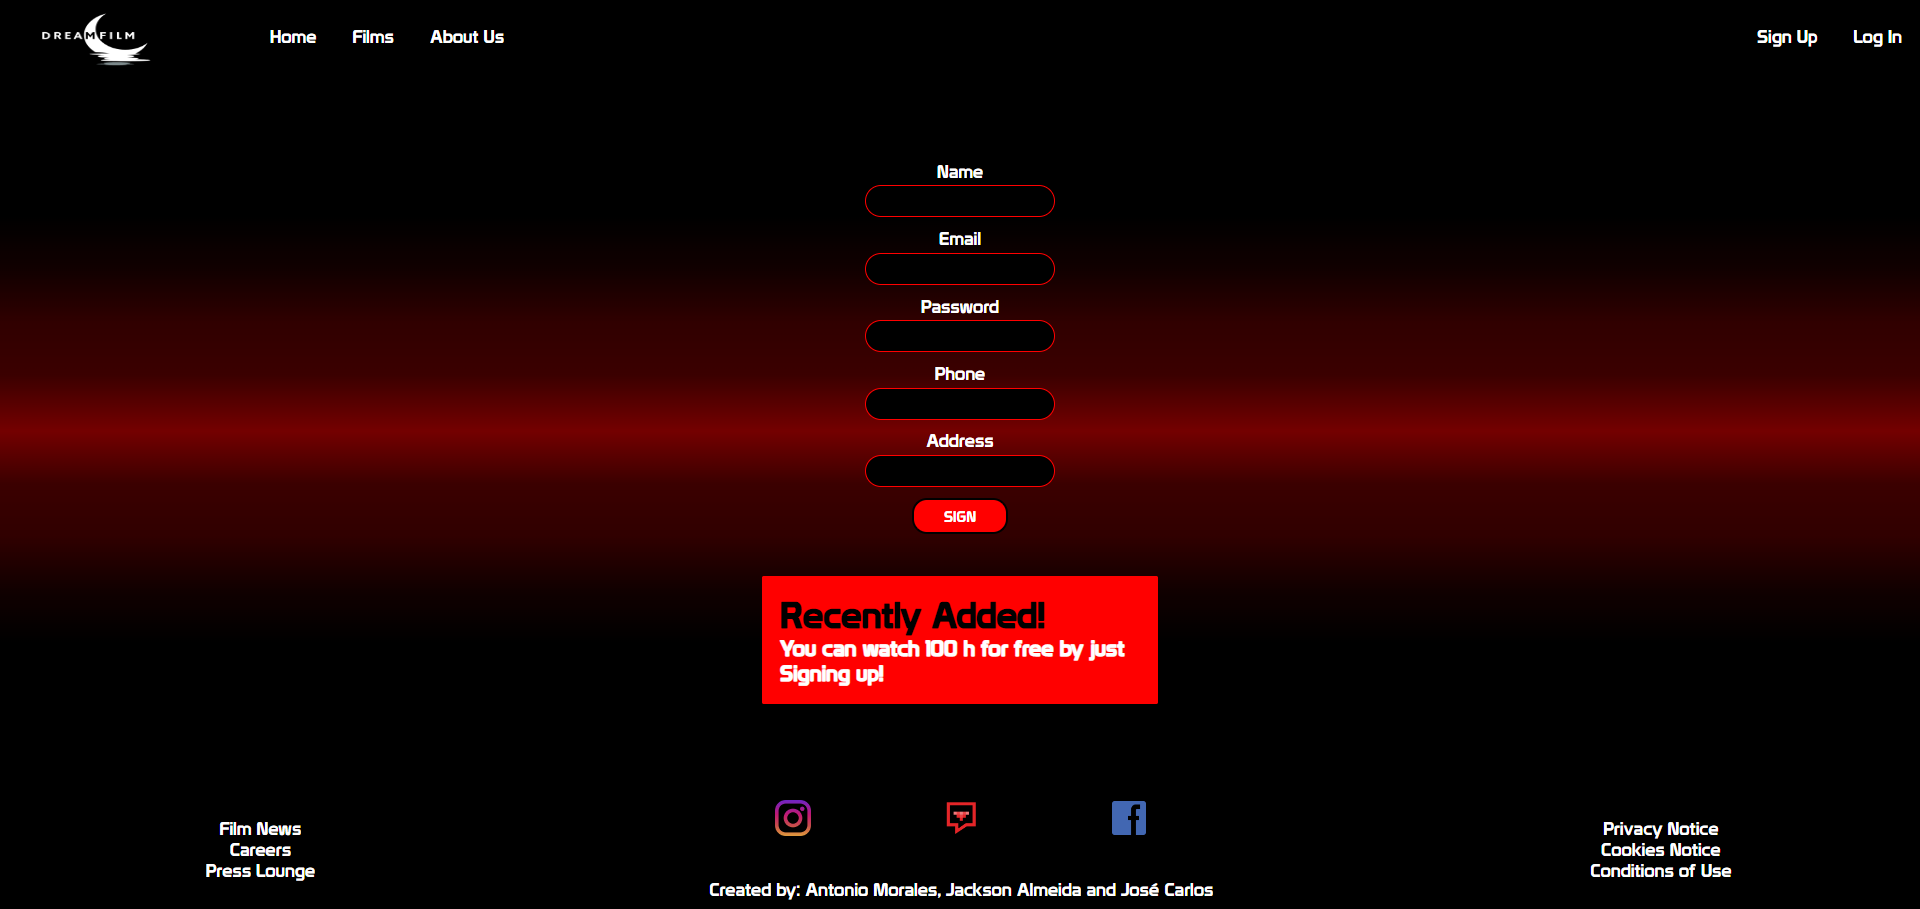 DREAMFILM
Home Films About Us
Sign Up Log In
Name
Email
Password
Phone
Address
SIGN
Recently Added!
You can watch 100 h for free by just
Signing up!
Film News
Careers
Press Lounge
Privacy Notice
Cookies Notice
Conditions of Use
Created by: Antonio Morales, Jackson Almeida and José Carlos